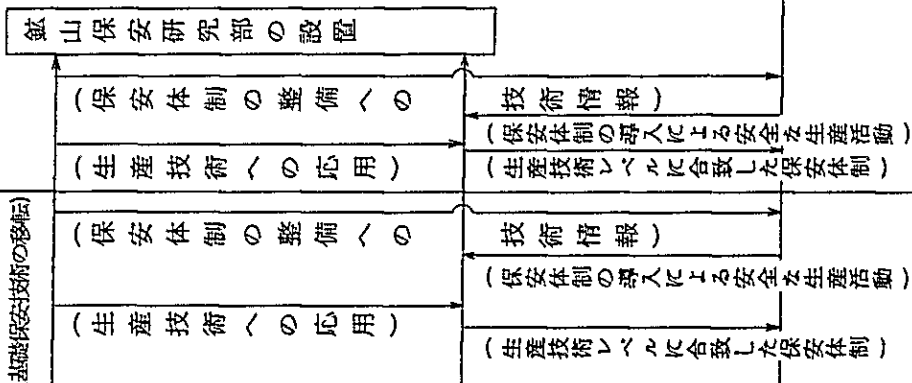 鉱山保安研究部の設置
(保安体制の整備への
技術情報)
(保安体制の導入による安全な生産活動)
(生産技術への応用)
(生産技術レベルに合致した保安体制)
基礎保安技術の移転)
(保安体制の整備への
技術情報)
(保安体制の導入による安全な生産活動)
(生産技術への応用)
(生産技術レベルに合致した保安体制)